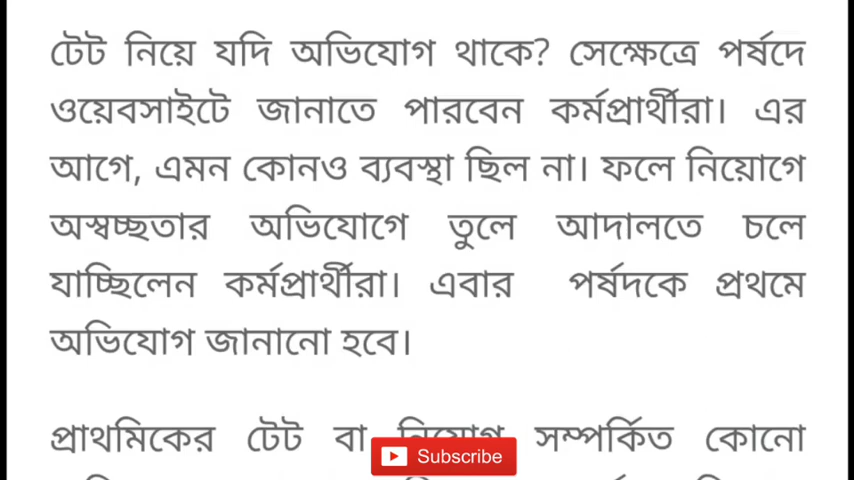 টেট নিয়ে যদি অভিযোগ থাকে? সেক্ষেত্রে পর্ষদে
ওয়েবসাইটে জানাতে পারবেন কর্মপ্রার্থীরা। এর
আগে, এমন কোনও ব্যবস্থা ছিল না। ফলে নিয়োগে
অস্বচ্ছতার অভিযোগে তুলে আদালতে চলে
যাচ্ছিলেন কর্মপ্রার্থীরা। এবার পর্ষদকে প্রথমে
অভিযোগ জানানো হবে।
প্রাথমিকের টেট বা নিয়োগ সম্পর্কিত কোনো
Subscribe